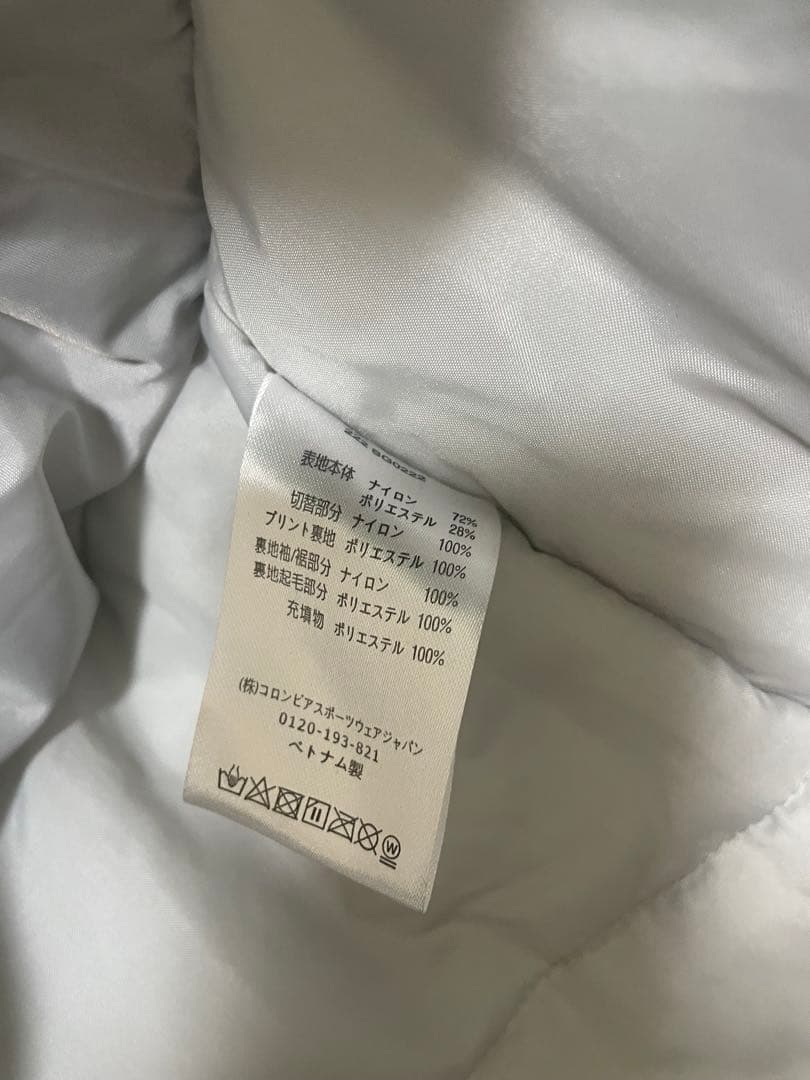 表地本体 ナイロン 72%
ポリエステル 28%
切替部分 ナイロン 100%
プリント裏地 ポリエステル 100%
裏地袖/裾部分 ナイロン 100%
裏地起毛部分 ポリエステル 100%
充填物 ポリエステル 100%
(株)コロンビアスポーツウェアジャパン
0120-193-821
ベトナム製
W